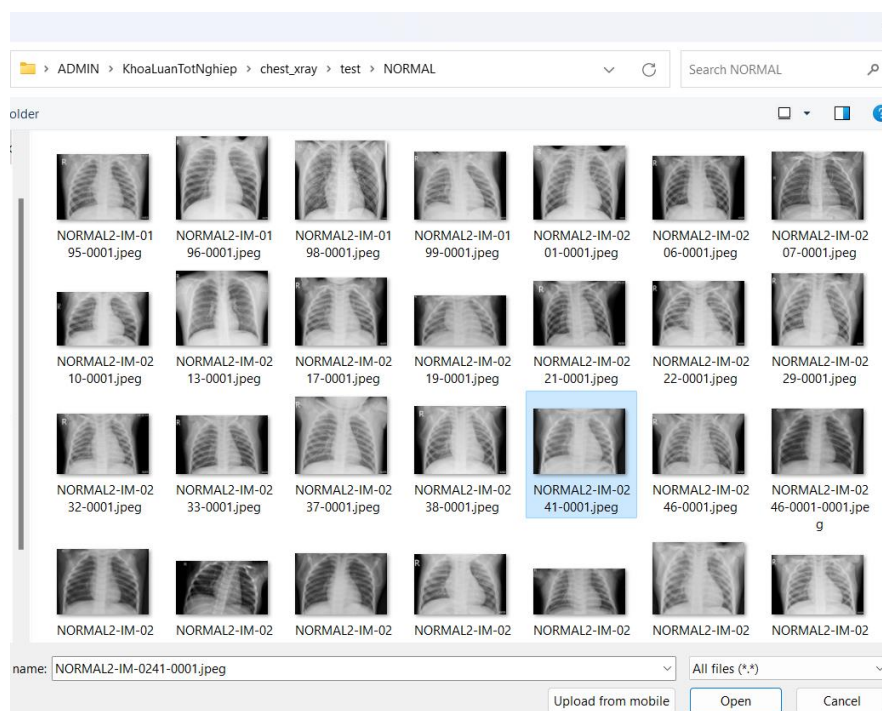 ADMIN > KhoaLuanTotNghiep > chest_xray > test > NORMAL
Search NORMAL
older
NORMAL2-IM-01
95-0001.jpeg
NORMAL2-IM-01
96-0001.jpeg
NORMAL2-IM-01
98-0001.jpeg
NORMAL2-IM-01
99-0001.jpeg
NORMAL2-IM-02
01-0001.jpeg
NORMAL2-IM-02
06-0001.jpeg
NORMAL2-IM-02
07-0001.jpeg
NORMAL2-IM-02
10-0001.jpeg
NORMAL2-IM-02
13-0001.jpeg
NORMAL2-IM-02
17-0001.jpeg
NORMAL2-IM-02
19-0001.jpeg
NORMAL2-IM-02
21-0001.jpeg
NORMAL2-IM-02
22-0001.jpeg
NORMAL2-IM-02
29-0001.jpeg
NORMAL2-IM-02
32-0001.jpeg
NORMAL2-IM-02
33-0001.jpeg
NORMAL2-IM-02
37-0001.jpeg
NORMAL2-IM-02
38-0001.jpeg
NORMAL2-IM-02
41-0001.jpeg
NORMAL2-IM-02
46-0001.jpeg
NORMAL2-IM-02
46-0001-0001.jpe
g
NORMAL2-IM-02
NORMAL2-IM-02
NORMAL2-IM-02
NORMAL2-IM-02
NORMAL2-IM-02
NORMAL2-IM-02
NORMAL2-IM-02
name: NORMAL2-IM-0241-0001.jpeg
All files (*.*)
Upload from mobile
Open
Cancel